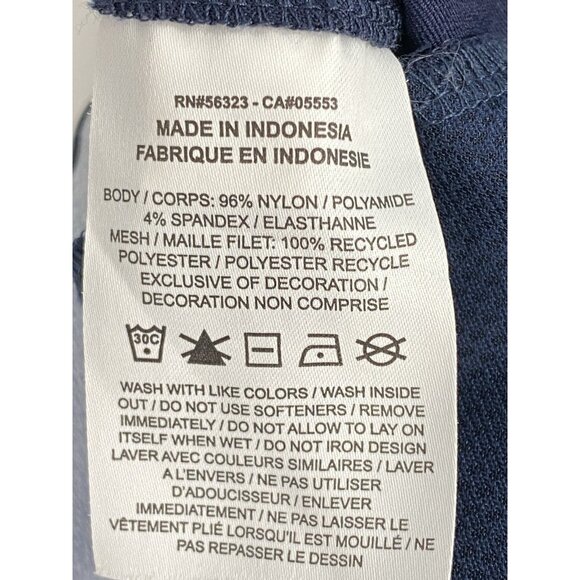 RN#56323 - CA#05553
MADE IN INDONESIA
FABRIQUE EN INDONESIE
BODY / CORPS: 96% NYLON / POLYAMIDE
4% SPANDEX / ELASTHANNE
MESH / MAILLE FILET: 100% RECYCLED
POLYESTER / POLYESTER RECYCLE
EXCLUSIVE OF DECORATION /
DECORATION NON COMPRISE
30C
WASH WITH LIKE COLORS / WASH INSIDE
OUT / DO NOT USE SOFTENERS / REMOVE
IMMEDIATELY / DO NOT ALLOW TO LAY ON
ITSELF WHEN WET / DO NOT IRON DESIGN
LAVER AVEC COULEURS SIMILAIRES / LAVER
A L'ENVERS / NE PAS UTILISER
D'ADOUCISSEUR / ENLEVER
IMMEDIATEMENT / NE PAS LAISSER LE
VÊTEMENT PLIÉ LORSQU'IL EST MOUILLÉ / NE
PAS REPASSER LE DESSIN